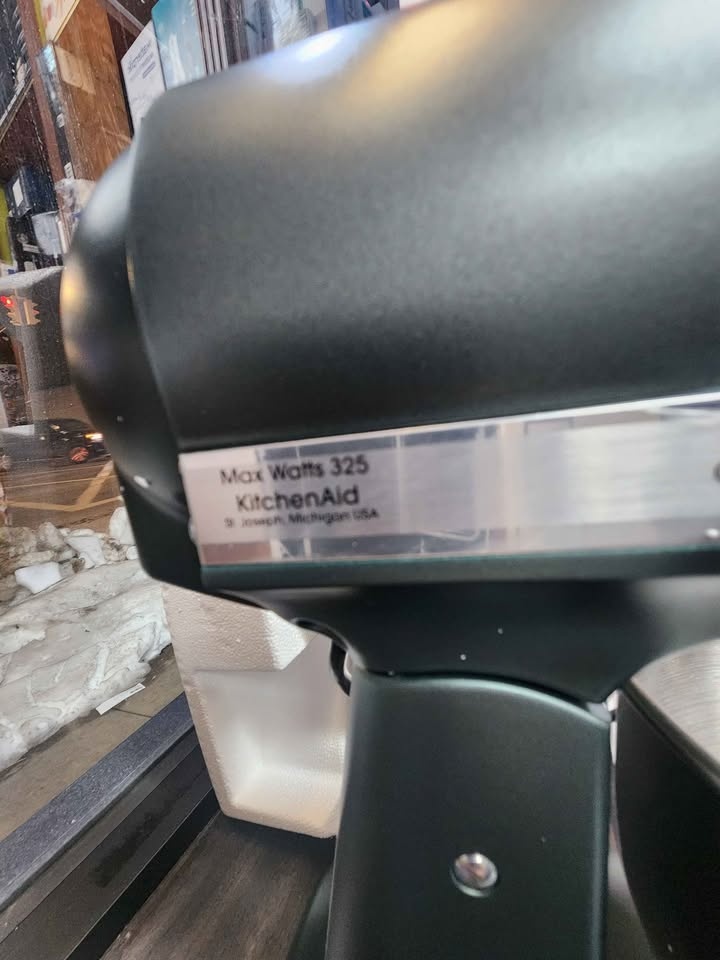 Max Watts 325
KitchenAid
St. Joseph, Michigan USA